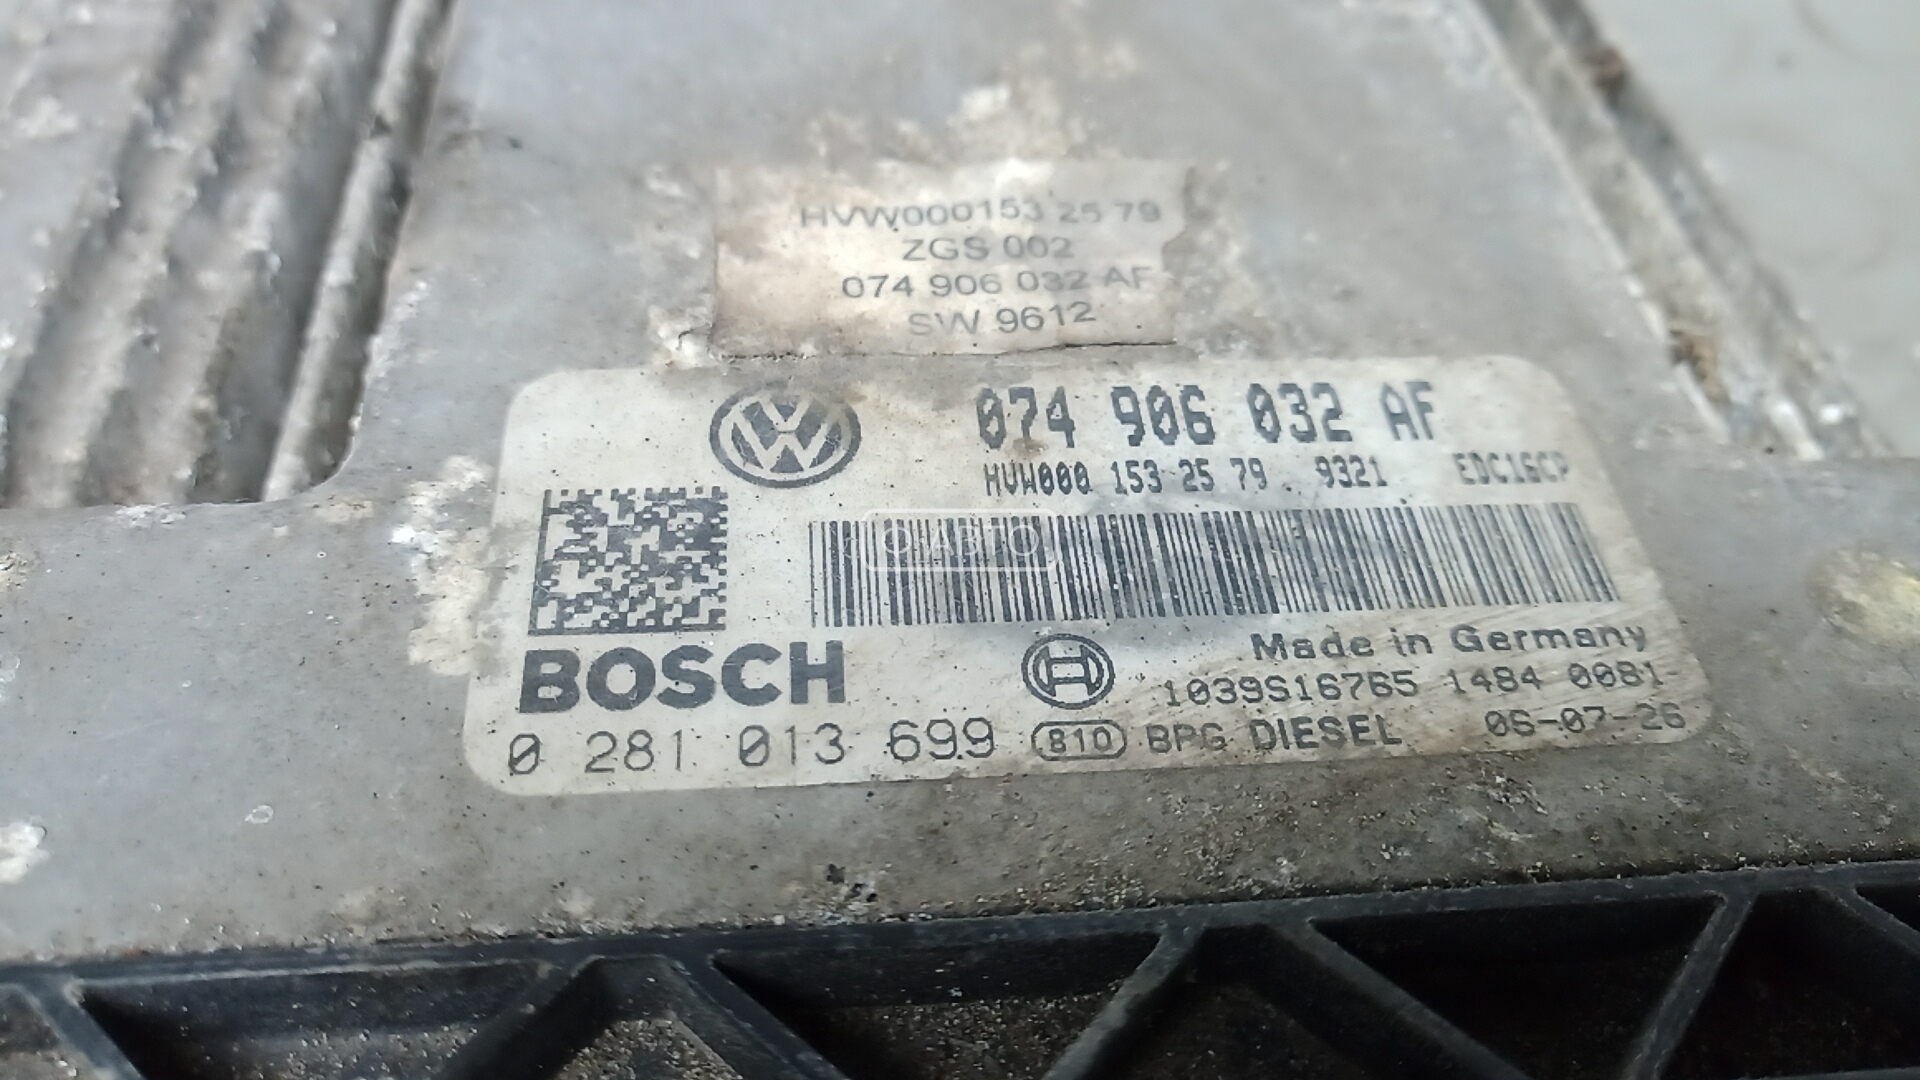 HVW000153 25 79
ZGS 002
074 906 032 AF
SW 9612
074 906 032 AF
HVW000 153 25 79 . 9321 EDC16CP
О-АВТО
BOSCH
Made in Germany
1039S16765 1484 0081-
0 281 013 699 810 BPG DIESEL 06-07-26